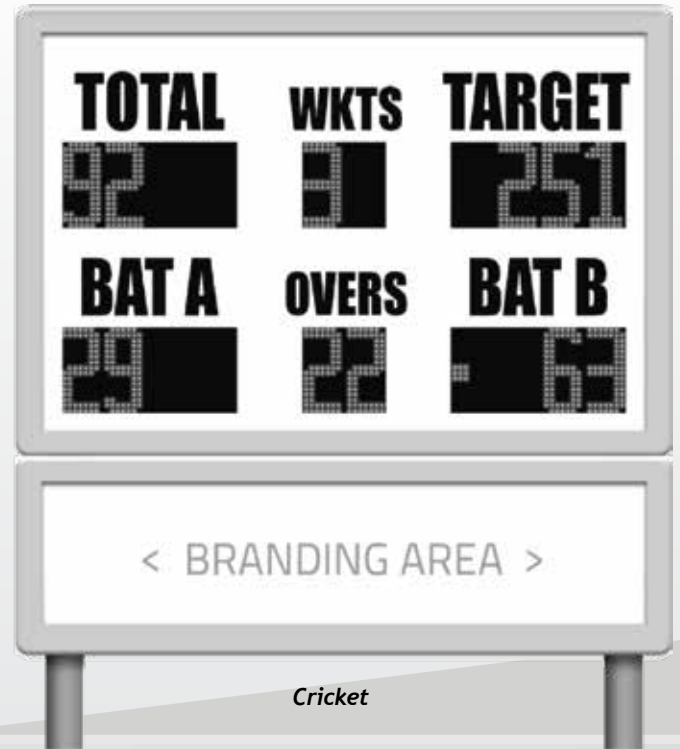 TOTAL WKTS TARGET
92 3 251
BAT A OVERS BAT B
29 22 63
< BRANDING AREA >
Cricket